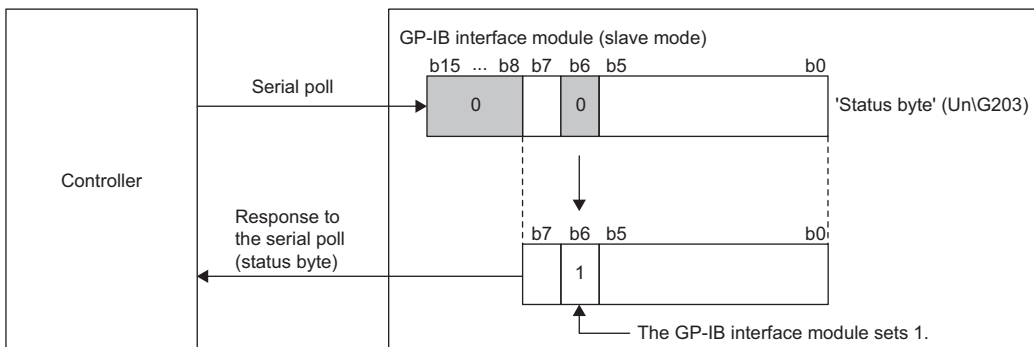 GP-IB interface module (slave mode)
b15 ... b8 b7 b6 b5 b0
Serial poll
0 0
'Status byte' (Un\G203)
Controller
Response to
the serial poll
(status byte)
b7 b6 b5 b0
1
The GP-IB interface module sets 1.